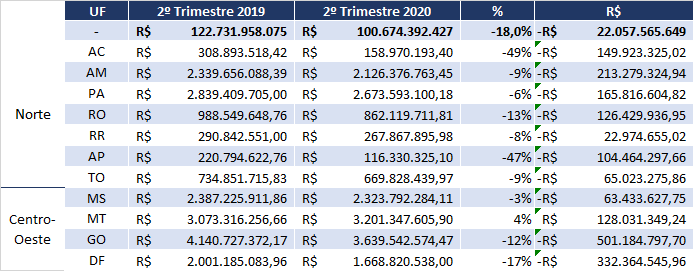 UF 2º Trimestre 2019 2º Trimestre 2020 % R$
- R$ 122.731.958.075 R$ 100.674.392.427 -18,0% -R$ 22.057.565.649
AC R$ 308.893.518,42 R$ 158.970.193,40 -49% -R$ 149.923.325,02
AM R$ 2.339.656.088,39 R$ 2.126.376.763,45 -9% -R$ 213.279.324,94
PA R$ 2.839.409.705,00 R$ 2.673.593.100,18 -6% -R$ 165.816.604,82
Norte RO R$ 988.549.648,76 R$ 862.119.711,81 -13% -R$ 126.429.936,95
RR R$ 290.842.551,00 R$ 267.867.895,98 -8% -R$ 22.974.655,02
AP R$ 220.794.622,76 R$ 116.330.325,10 -47% -R$ 104.464.297,66
TO R$ 734.851.715,83 R$ 669.828.439,97 -9% -R$ 65.023.275,86
MS R$ 2.387.225.911,86 R$ 2.323.792.284,11 -3% -R$ 63.433.627,75
Centro- MT R$ 3.073.316.256,66 R$ 3.201.347.605,90 4% R$ 128.031.349,24
Oeste GO R$ 4.140.727.372,17 R$ 3.639.542.574,47 -12% -R$ 501.184.797,70
DF R$ 2.001.185.083,96 R$ 1.668.820.538,00 -17% -R$ 332.364.545,96